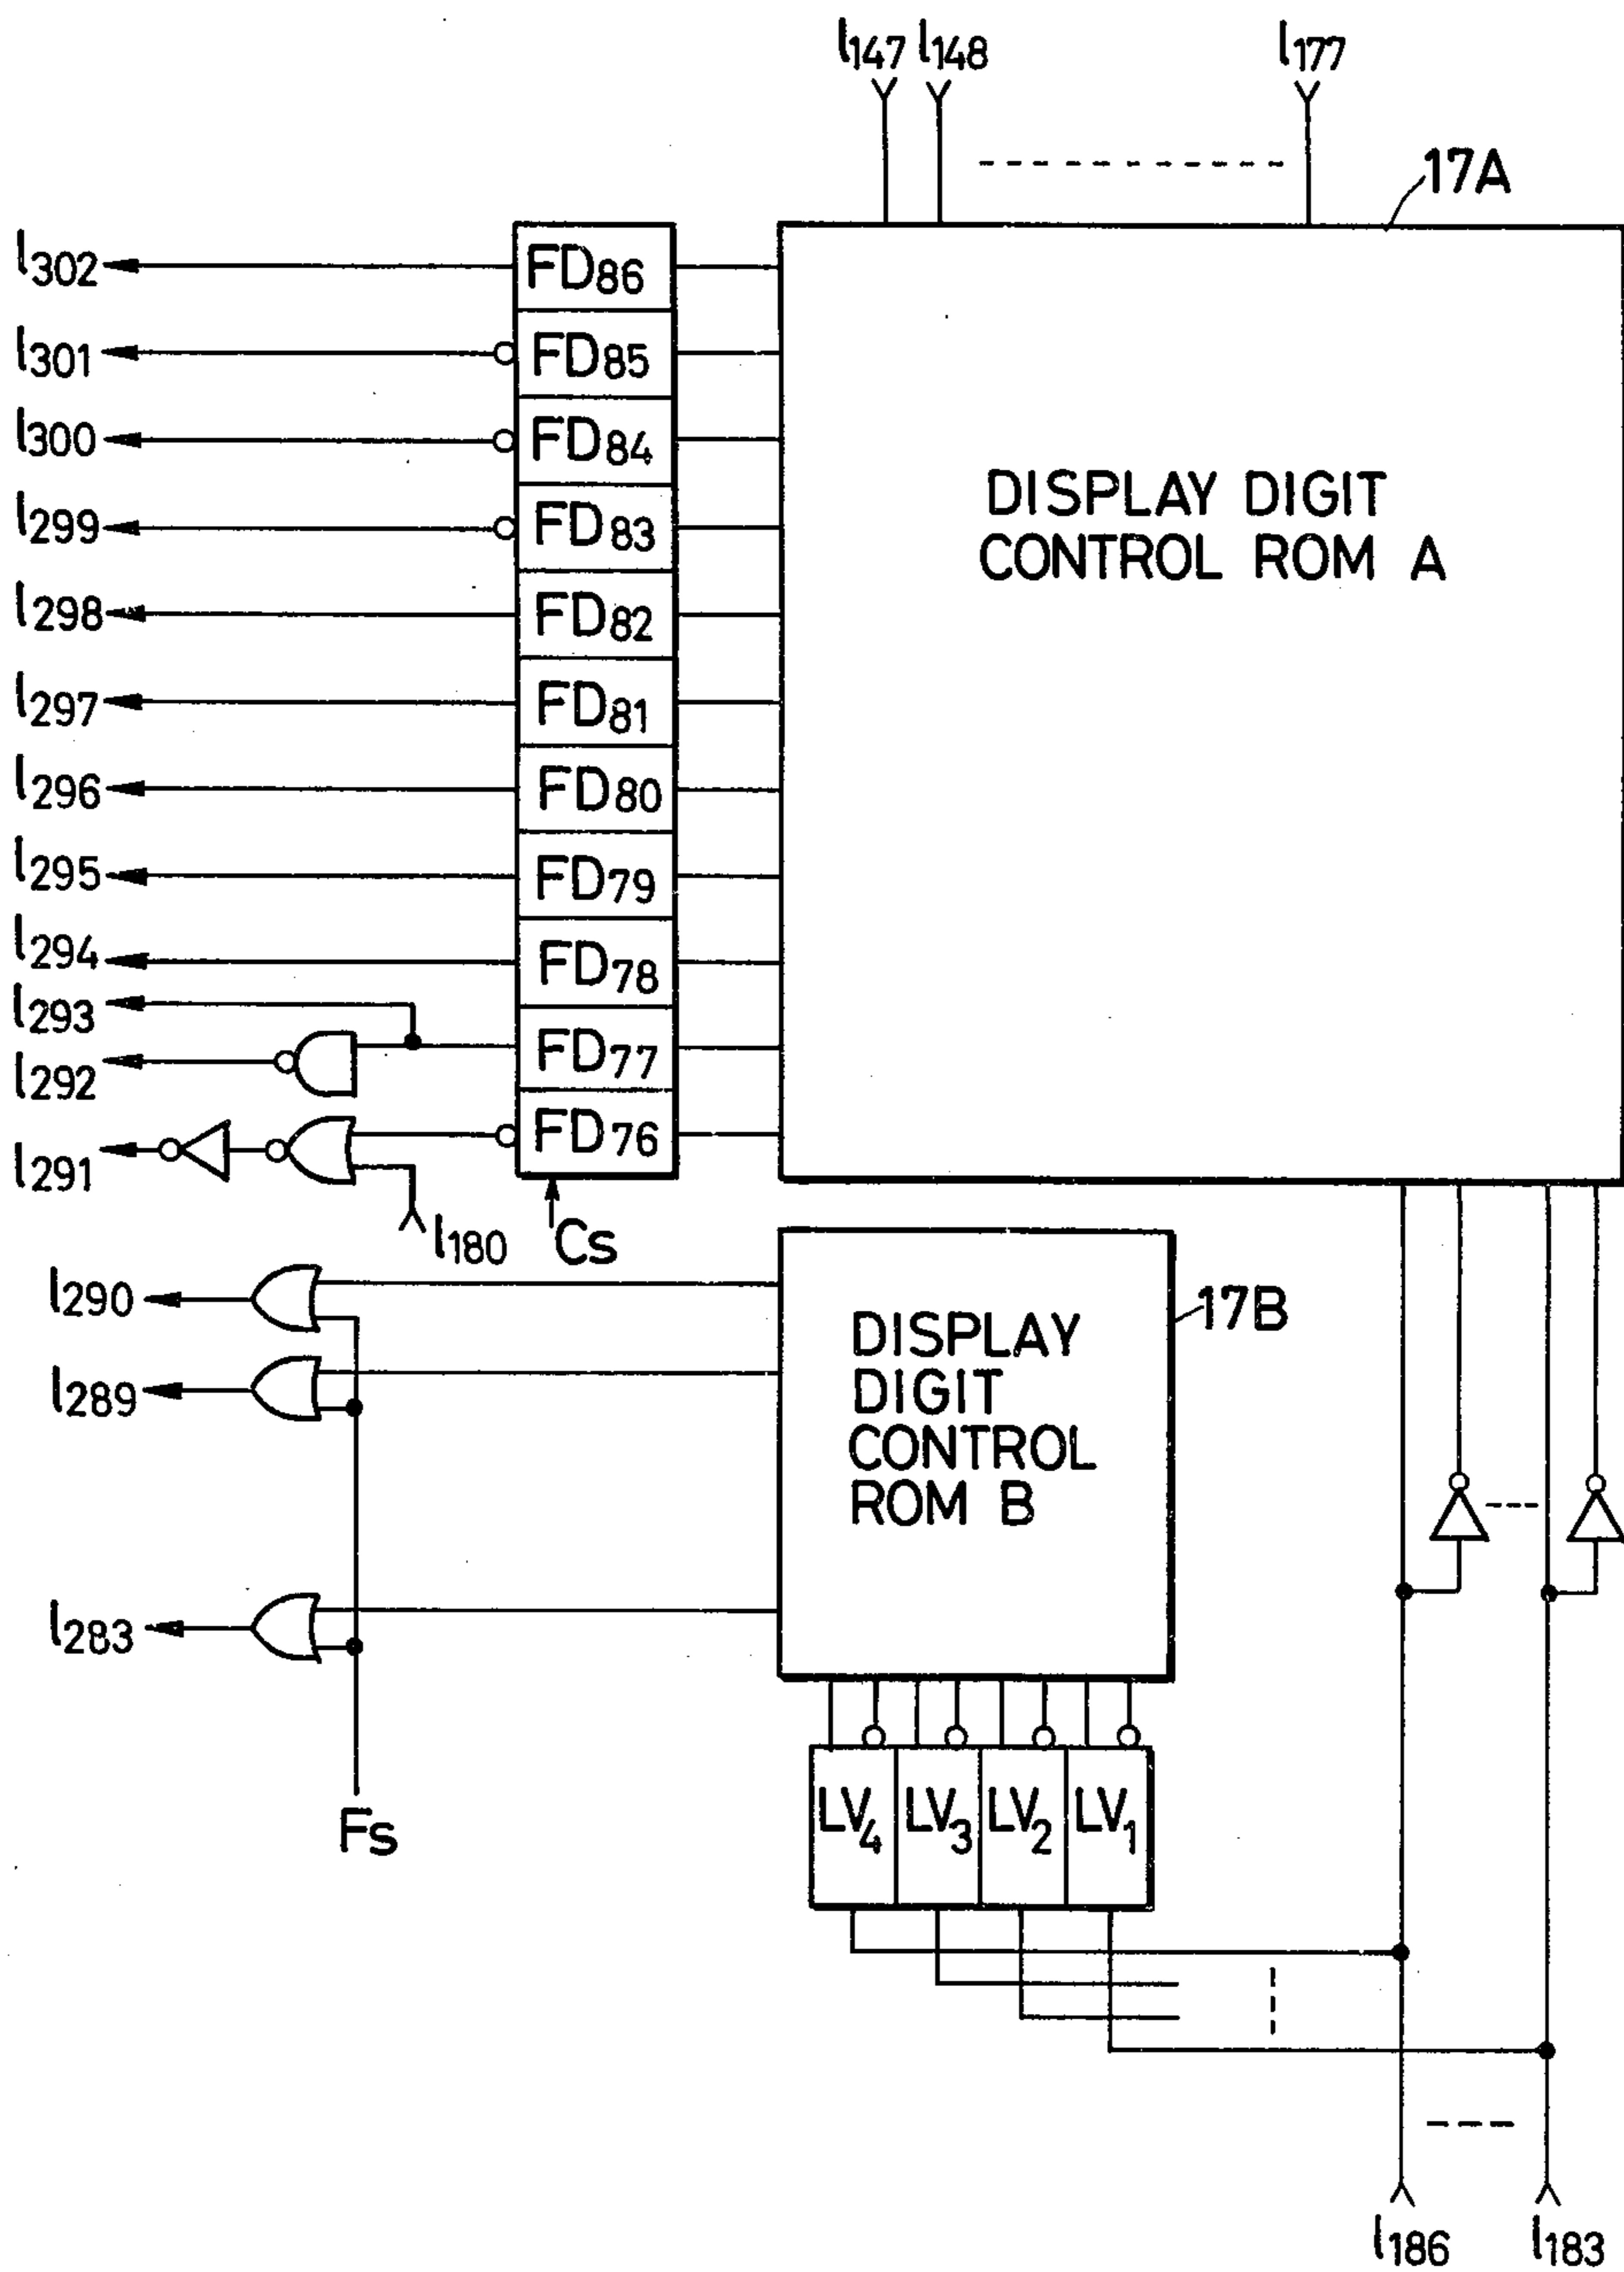 l147 l148 l177
17A
l302 FD86
l301 FD85
l300 FD84
l299 FD83
l298 FD82
l297 FD81
l296 FD80
l295 FD79
l294 FD78
l293
l292 FD77
l291 FD76
l180 Cs
DISPLAY DIGIT
CONTROL ROM A
l290
l289
l283
Fs
17B
DISPLAY
DIGIT
CONTROL
ROM B
LV4 LV3 LV2 LV1
l186 l183